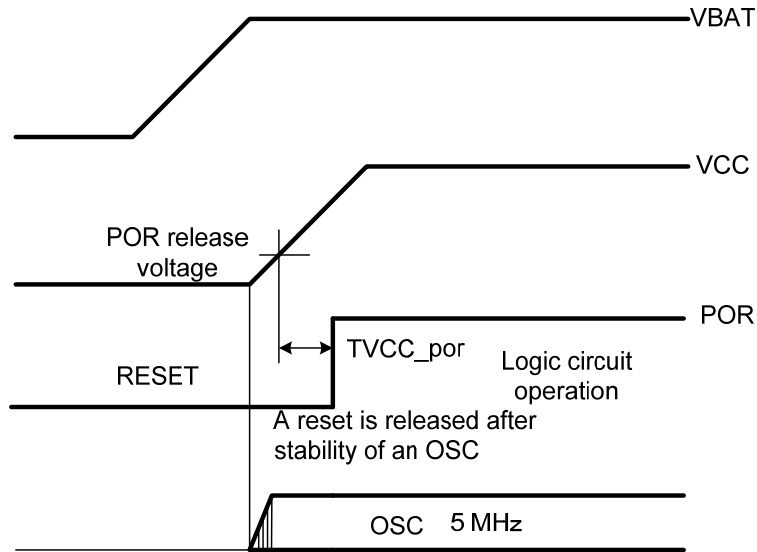 VBAT
VCC
POR release
voltage
POR
TVCC_por
RESET
Logic circuit
operation
A reset is released after
stability of an OSC
OSC 5 MHz